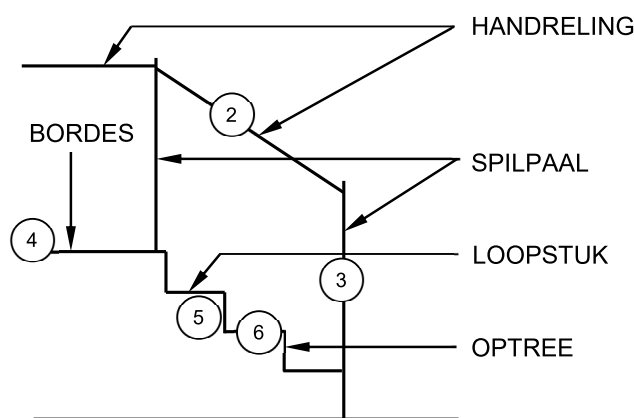 HANDRELING
2
BORDES
SPILPAAL
4
LOOPSTUK
3
5
6
OPTREE